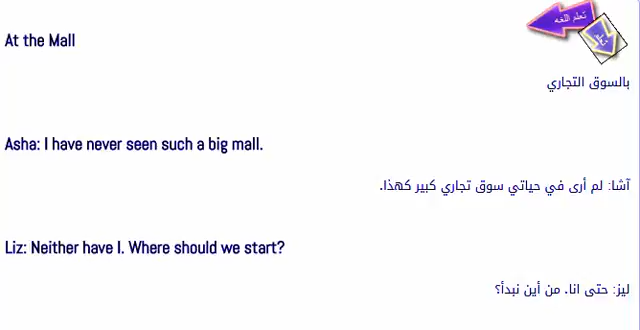 تعلم اللغه
At the Mall
بالسوق التجاري
Asha: I have never seen such a big mall.
آشا: لم أرى في حياتي سوق تجاري كبير كهذا.
Liz: Neither have I. Where should we start?
ليز: حتى انا. من أين نبدأ؟